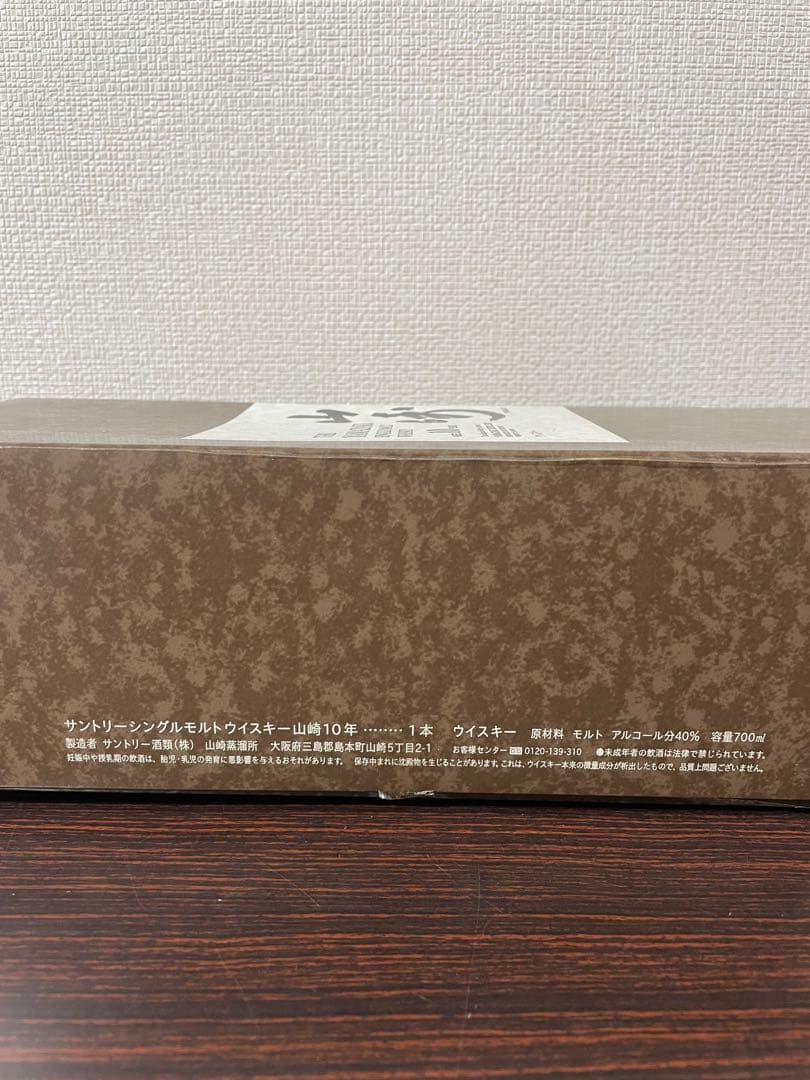 山崎
サントリーシングルモルトウイスキー山崎10年 ‥‥‥‥ 1本 ウイスキー 原材料 モルト アルコール分40% 容量700ml
製造者 サントリー酒類(株) 山崎蒸溜所 大阪府三島郡島本町山崎5丁目2-1 お客様センター 0120-139-310 ●未成年者の飲酒は法律で禁じられています。
妊娠中や授乳期の飲酒は、胎児・乳児の発育に悪影響を与えるおそれがあります。 保存中まれに沈殿物を生じることがあります。これは、ウイスキー本来の微量成分が析出したもので、品質上問題ございません。